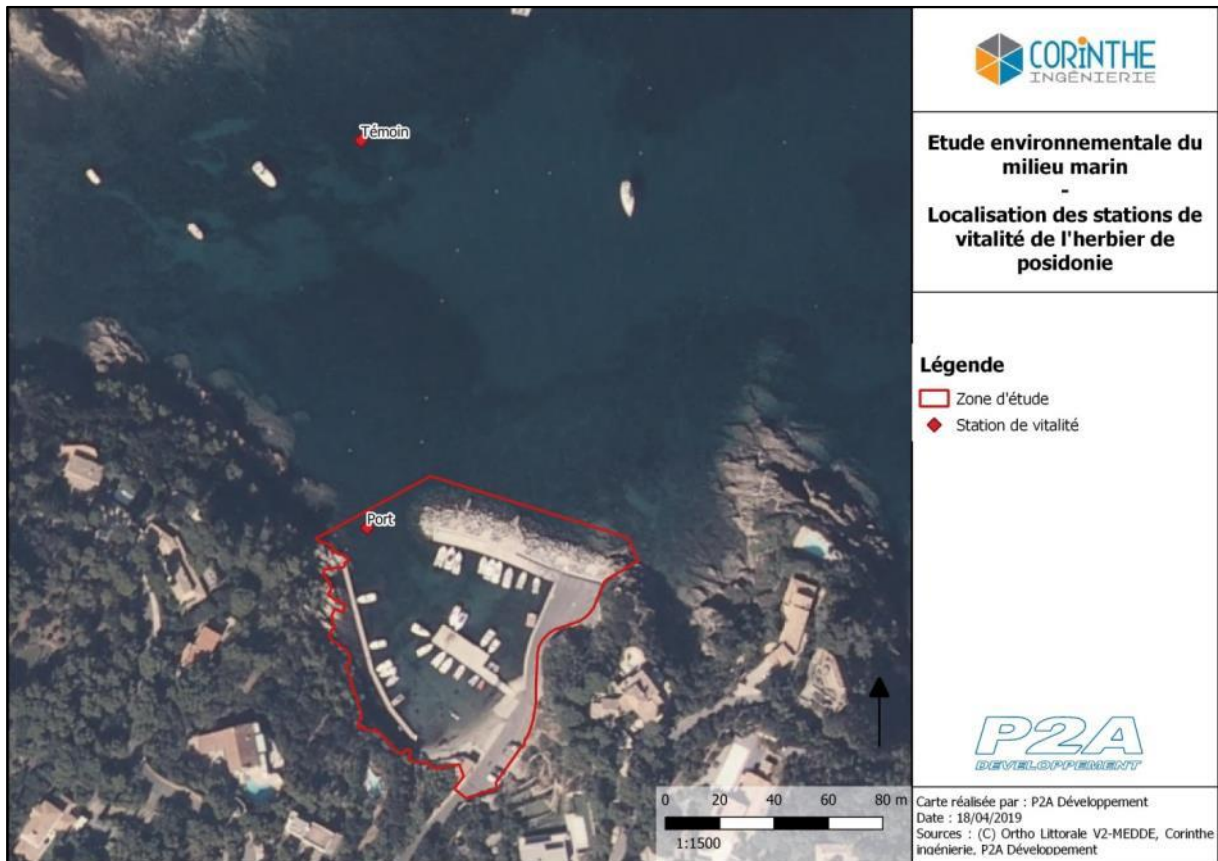 Témoin
Port
0 20 40 60 80 m
1:1500
CORiNTHE
INGÉNIERIE
Etude environnementale du
milieu marin
-
Localisation des stations de
vitalité de l'herbier de
posidonie
Légende
Zone d'étude
Station de vitalité
P2A
DEVELOPPEMENT
Carte réalisée par : P2A Développement
Date : 18/04/2019
Sources : (C) Ortho Littorale V2-MEDDE, Corinthe
ingénierie, P2A Développement